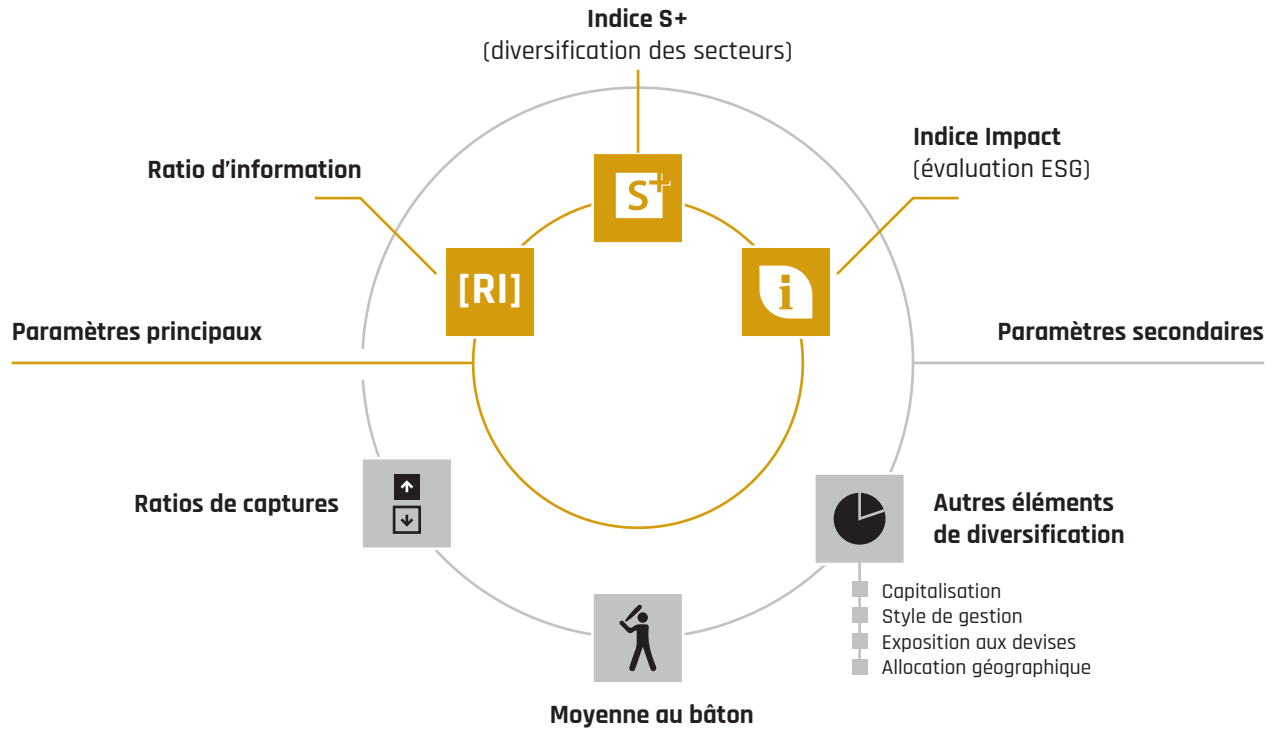 Indice S+
(diversification des secteurs)
Indice Impact
(évaluation ESG)
Ratio d'information
S+
[RI]
i
Paramètres principaux
Paramètres secondaires
Ratios de captures
Autres éléments
de diversification
Capitalisation
Style de gestion
Exposition aux devises
Allocation géographique
Moyenne au bâton